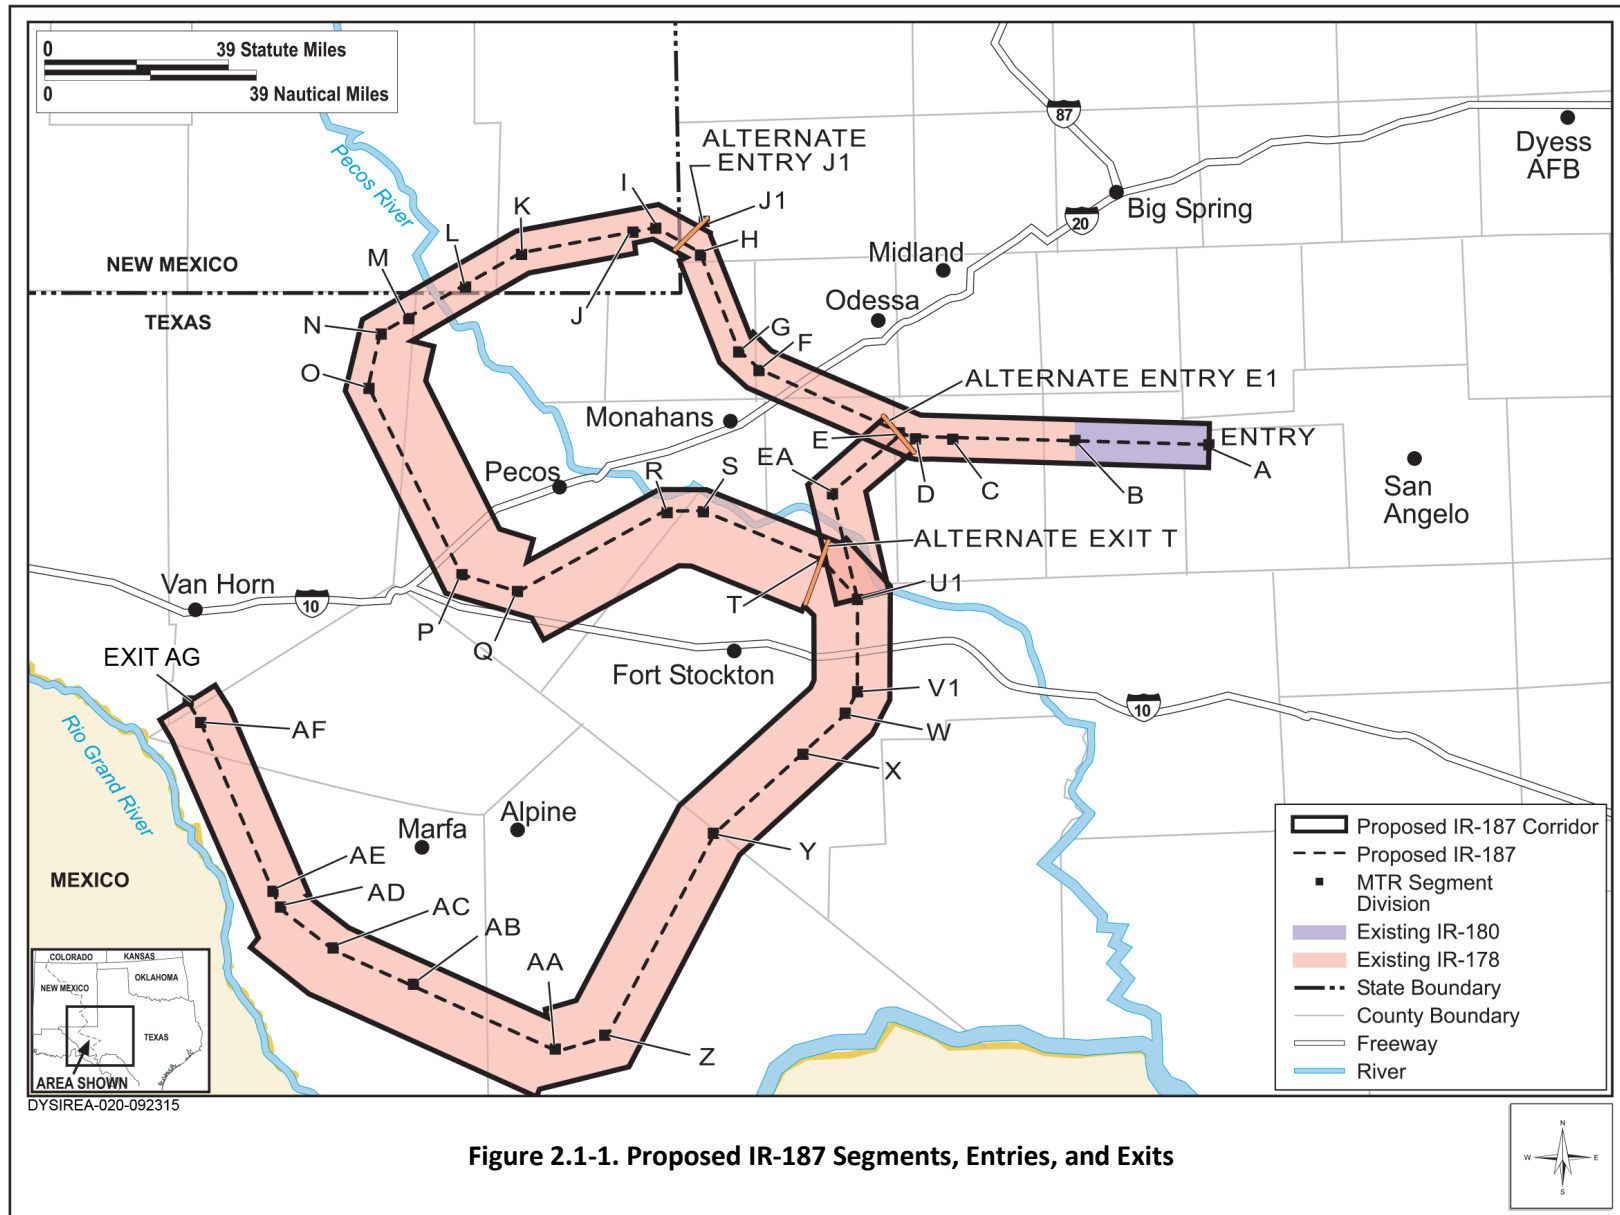 0
39 Statute Miles
0
39 Nautical Miles
87
Dyess
AFB
Pecos River
ALTERNATE
ENTRY J1
I
J1
K
Big Spring
20
L
H
Midland
M
NEW MEXICO
Odessa
J
TEXAS
N
G
F
O
ALTERNATE ENTRY E1
Monahans
E
ENTRY
EA
A
Pecos
R
S
D
C
B
San
Angelo
ALTERNATE EXIT T
Van Horn
10
U1
T
P
Q
EXIT AG
Fort Stockton
V1
10
Rio Grand River
AF
W
X
Marfa
Alpine
Y
AE
AD
MEXICO
AC
AB
AA
Z
Proposed IR-187 Corridor
Proposed IR-187
MTR Segment
Division
Existing IR-180
Existing IR-178
State Boundary
County Boundary
Freeway
River
COLORADO
KANSAS
NEW MEXICO
OKLAHOMA
TEXAS
AREA SHOWN
DYSIREA-020-092315
Figure 2.1-1. Proposed IR-187 Segments, Entries, and Exits
N
W
E
S